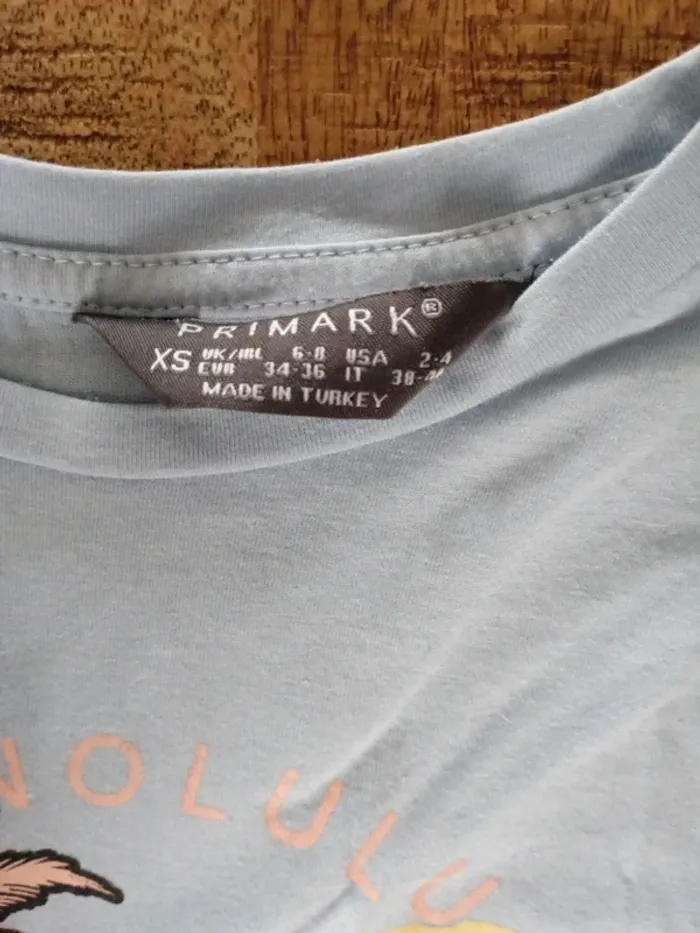 PRIMARK®
XS UK/IRL 6-8 USA 2-4
EUR 34-36 IT 38-40
MADE IN TURKEY
NOLULU